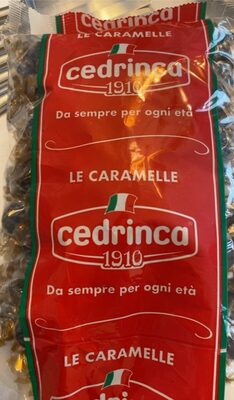 LE CARAMELLE
cedrinca
1910
Da sempre per ogni età
LE CARAMELLE
cedrinca
1910
Da sempre per ogni età
LE CARAMELLE